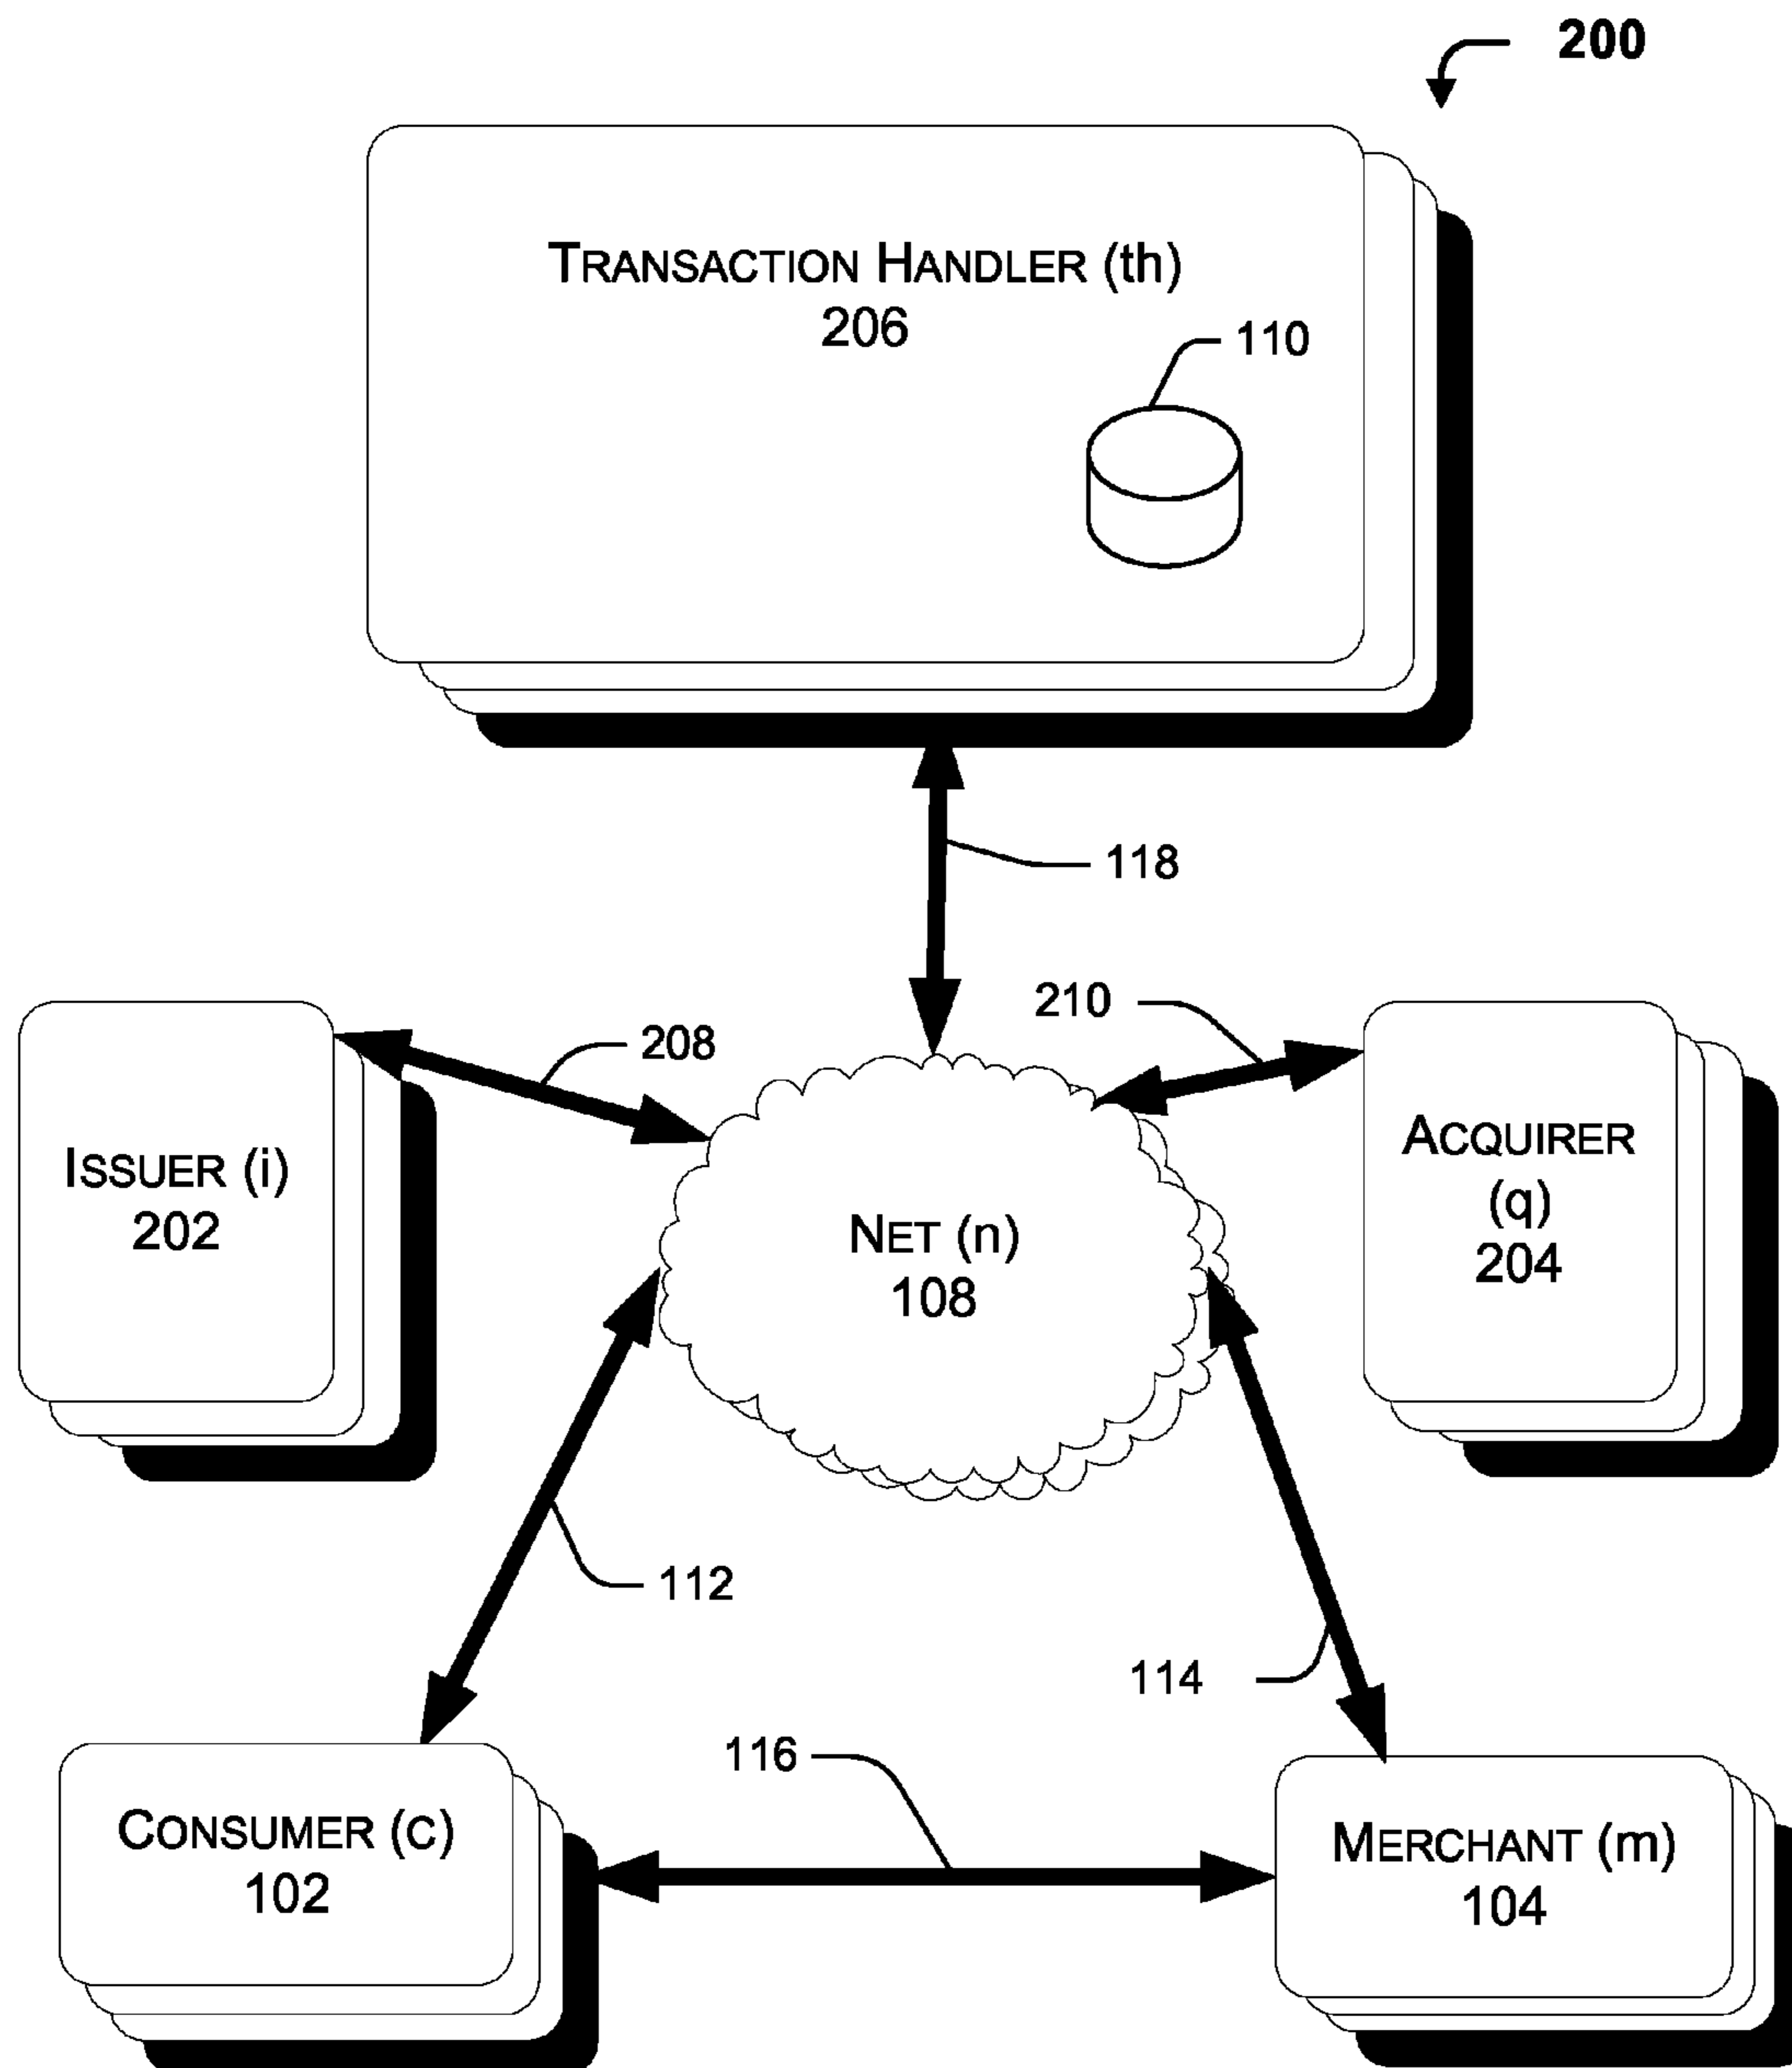 200
TRANSACTION HANDLER (th)
206
110
118
210
208
ISSUER (i)
202
ACQUIRER
(q)
204
NET (n)
108
112
114
116
CONSUMER (c)
102
MERCHANT (m)
104